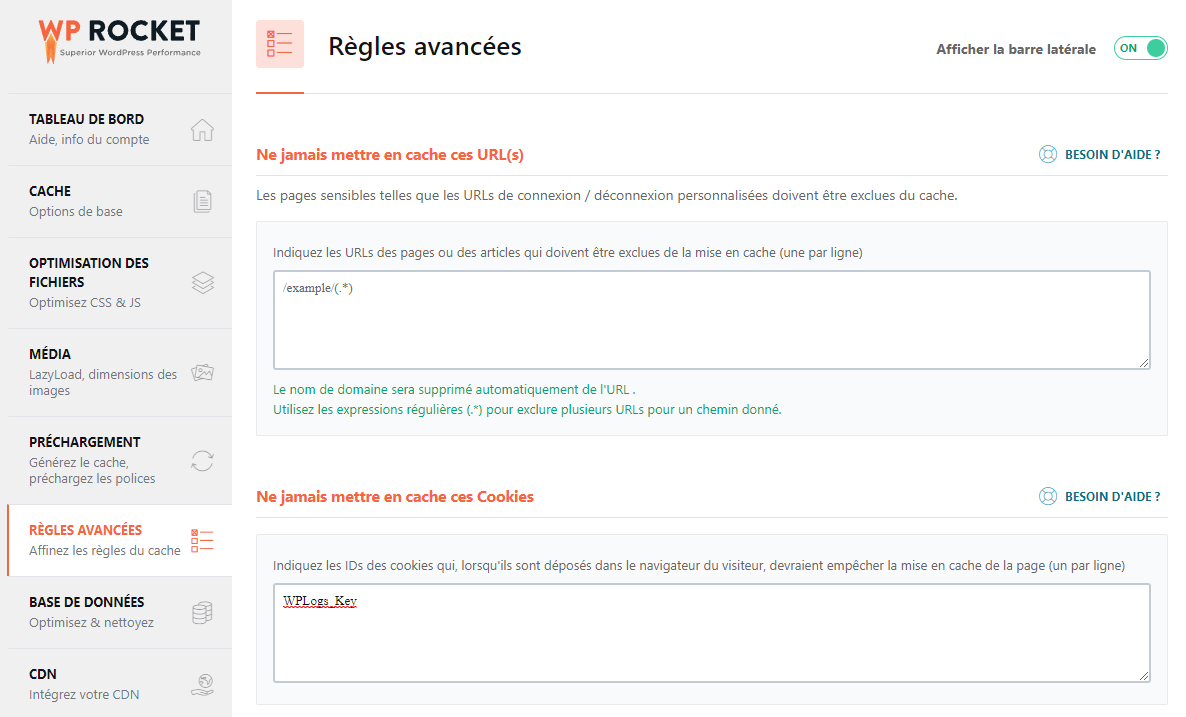 WP ROCKET
Superior WordPress Performance
TABLEAU DE BORD
Aide, info du compte
CACHE
Options de base
OPTIMISATION DES
FICHIERS
Optimisez CSS & JS
MÉDIA
LazyLoad, dimensions des
images
PRÉCHARGEMENT
Générez le cache,
préchargez les polices
RÈGLES AVANCÉES
Affinez les règles du cache
BASE DE DONNÉES
Optimisez & nettoyez
CDN
Intégrez votre CDN
Règles avancées
Afficher la barre latérale
ON
Ne jamais mettre en cache ces URL(s)
BESOIN D'AIDE ?
Les pages sensibles telles que les URLs de connexion / déconnexion personnalisées doivent être exclues du cache.
Indiquez les URLs des pages ou des articles qui doivent être exclues de la mise en cache (une par ligne)
/example/(.*)
Le nom de domaine sera supprimé automatiquement de l'URL .
Utilisez les expressions régulières (.*) pour exclure plusieurs URLs pour un chemin donné.
Ne jamais mettre en cache ces Cookies
BESOIN D'AIDE ?
Indiquez les IDs des cookies qui, lorsqu'ils sont déposés dans le navigateur du visiteur, devraient empêcher la mise en cache de la page (un par ligne)
WPLogs_Key